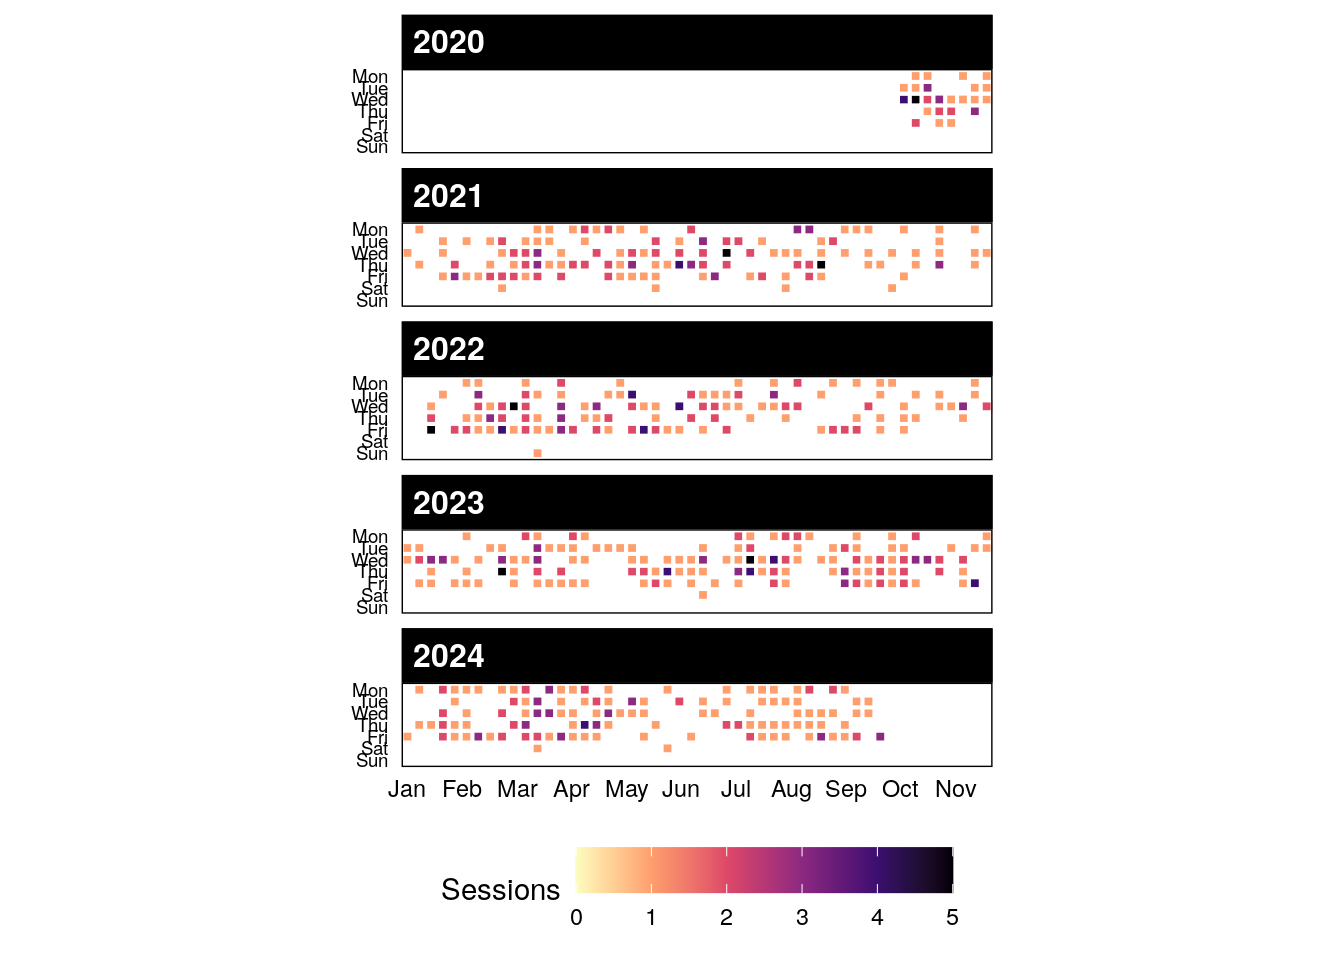 2020
Mon
Tue
Wed
Thu
Fri
Sat
Sun
2021
Mon
Tue
Wed
Thu
Fri
Sat
Sun
2022
Mon
Tue
Wed
Thu
Fri
Sat
Sun
2023
Mon
Tue
Wed
Thu
Fri
Sat
Sun
2024
Mon
Tue
Wed
Thu
Fri
Sat
Sun
Jan Feb Mar Apr May Jun Jul Aug Sep Oct Nov
Sessions
0 1 2 3 4 5